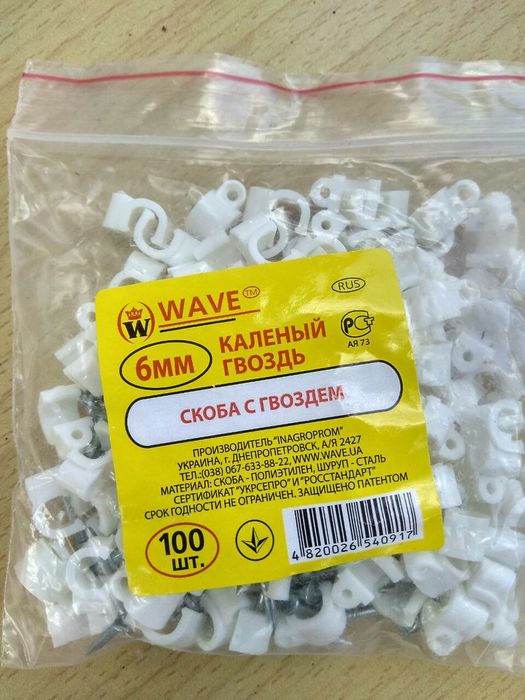 WAVE™
RUS
W
6мм
КАЛЕНЫЙ
ГВОЗДЬ
РСТ
АЯ 73
СКОБА С ГВОЗДЕМ
ПРОИЗВОДИТЕЛЬ "INAGROPROM"
УКРАИНА, г. ДНЕПРОПЕТРОВСК, А/Я 2427
ТЕЛ.:(038) 067-633-88-22, WWW.WAVE.UA
МАТЕРИАЛ: СКОБА - ПОЛИЭТИЛЕН, ШУРУП - СТАЛЬ
СЕРТИФИКАТ "УКРСЕПРО" И "РОССТАНДАРТ"
СРОК ГОДНОСТИ НЕ ОГРАНИЧЕН. ЗАЩИЩЕНО ПАТЕНТОМ
100
ШТ.
4 820026 540917